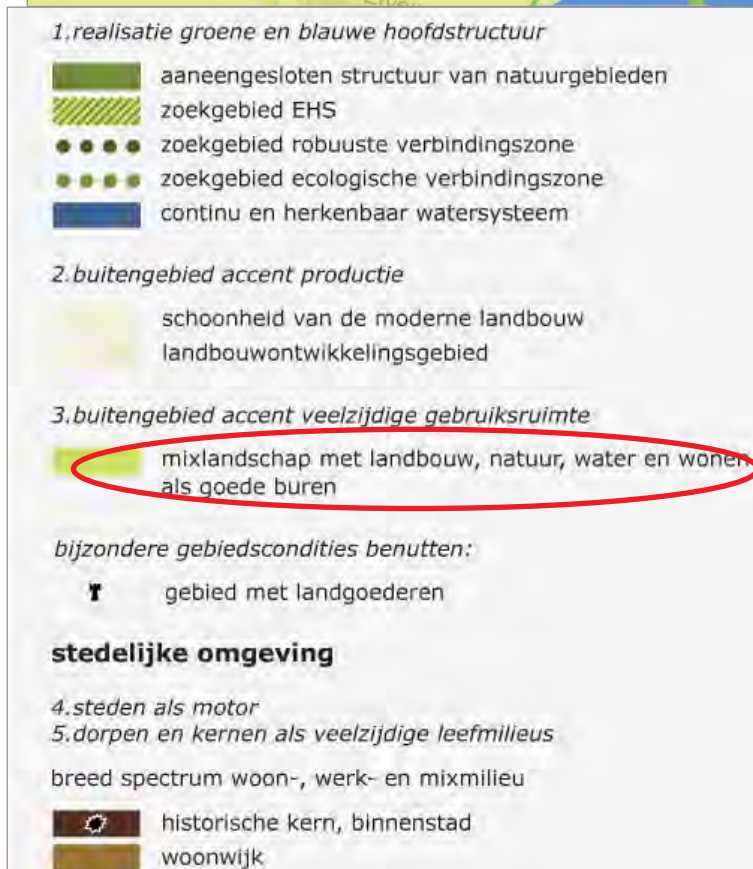 1.realisatie groene en blauwe hoofdstructuur
aaneengesloten structuur van natuurgebieden
zoekgebied EHS
zoekgebied robuuste verbindingszone
zoekgebied ecologische verbindingszone
continu en herkenbaar watersysteem
2.buitengebied accent productie
schoonheid van de moderne landbouw
landbouwontwikkelingsgebied
3.buitengebied accent veelzijdige gebruiksruimte
mixlandschap met landbouw, natuur, water en wonen
als goede buren
bijzondere gebiedscondities benutten:
gebied met landgoederen
stedelijke omgeving
4.steden als motor
5.dorpen en kernen als veelzijdige leefmilieus
breed spectrum woon-, werk- en mixmilieu
historische kern, binnenstad
woonwijk